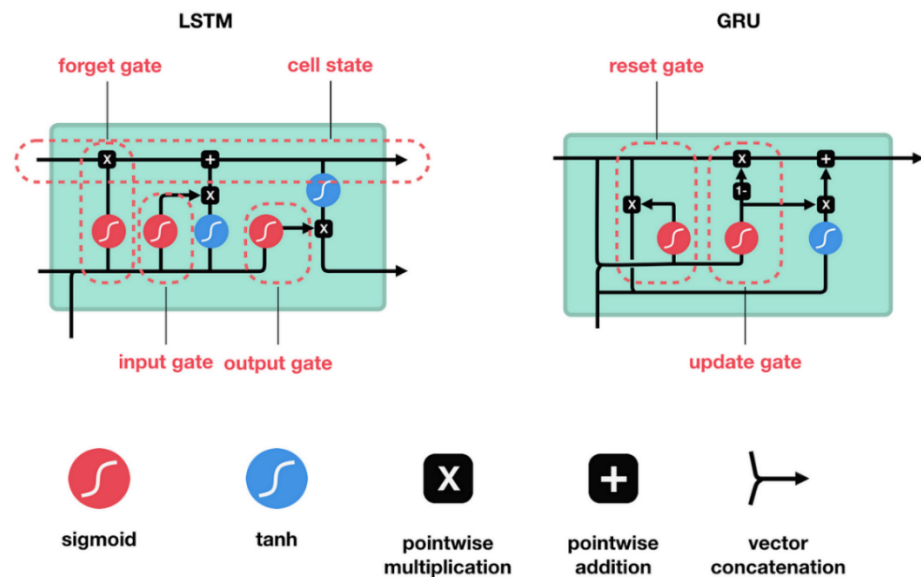 LSTM
GRU
forget gate
cell state
reset gate
X
+
X
+
X
X
1-
X
X
input gate
output gate
update gate
X
+
sigmoid
tanh
pointwise
multiplication
pointwise
addition
vector
concatenation